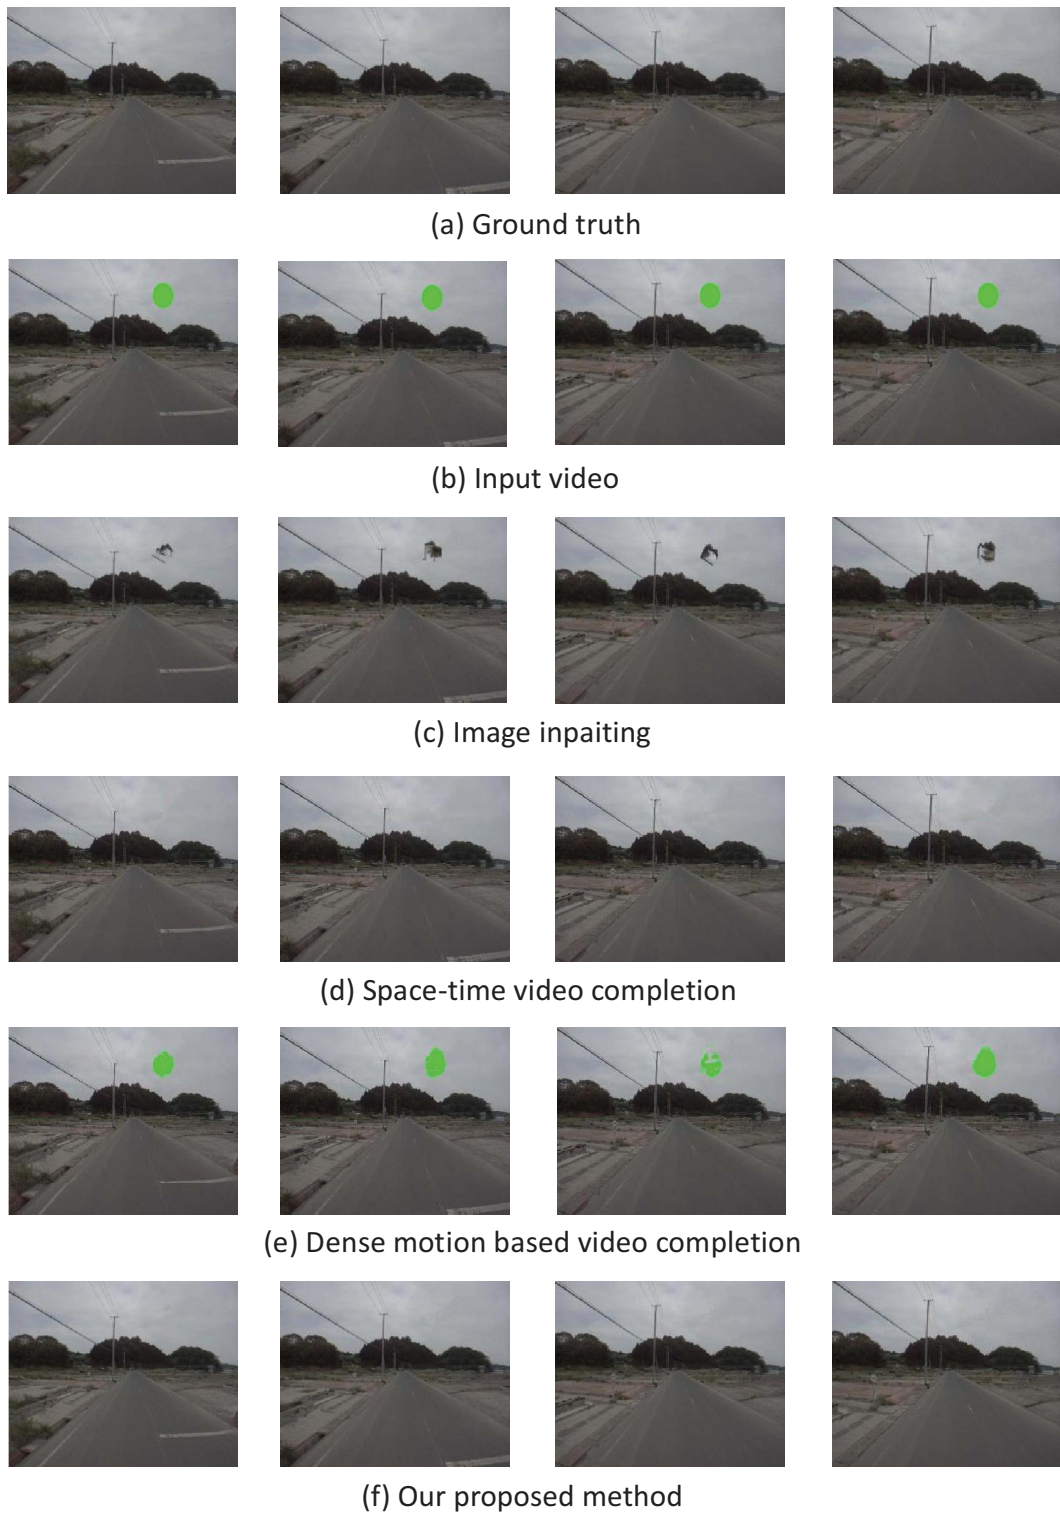 (a) Ground truth
(b) Input video
(c) Image inpaiting
(d) Space-time video completion
(e) Dense motion based video completion
(f) Our proposed method